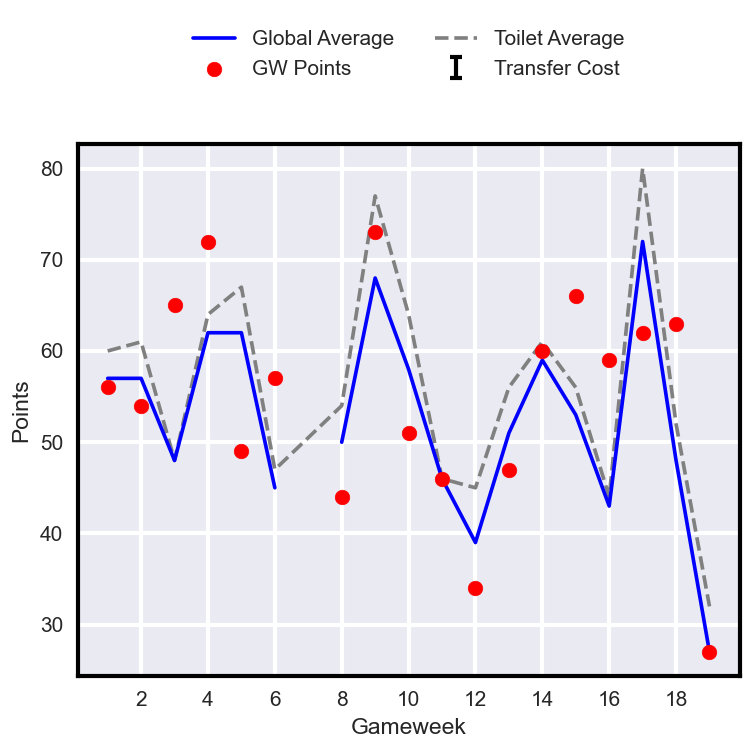 Global Average
Toilet Average
GW Points
Transfer Cost
80
70
60
50
40
30
Points
2 4 6 8 10 12 14 16 18
Gameweek